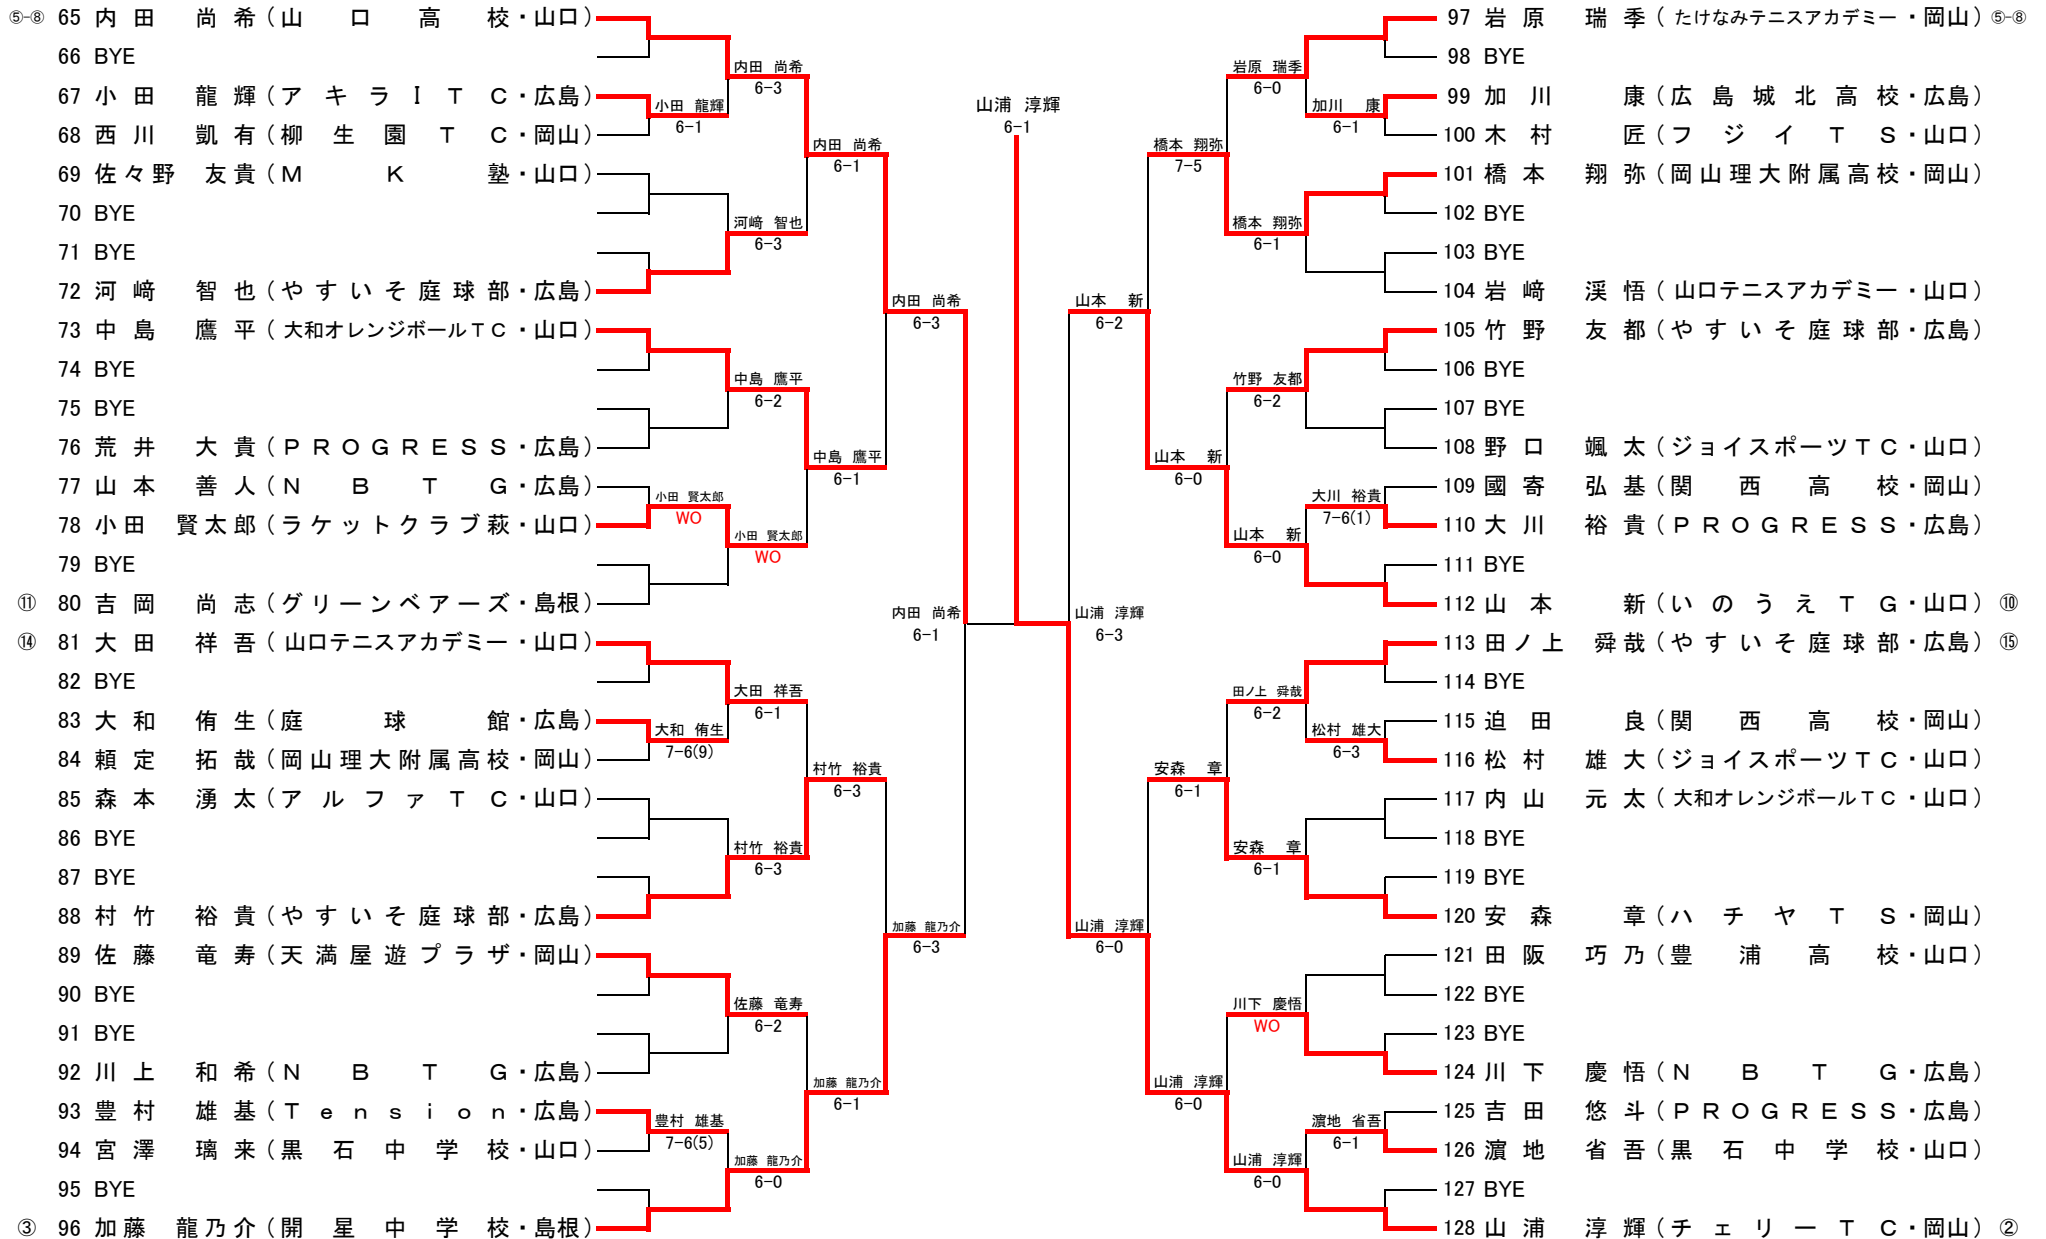 ⑤-⑧ 65 内田 尚希 (山口高校・山口)
66 BYE
67 小田 龍輝 (アキラITC・広島)
68 西川 凱有 (柳生園TC・岡山)
69 佐々野 友貴 (MK塾・山口)
70 BYE
71 BYE
72 河﨑 智也 (やすいそ庭球部・広島)
73 中島 鷹平 (大和オレンジボールTC・山口)
74 BYE
75 BYE
76 荒井 大貴 (PROGRESS・広島)
77 山本 善人 (NBTG・広島)
78 小田 賢太郎 (ラケットクラブ萩・山口)
79 BYE
⑪ 80 吉岡 尚志 (グリーンベアーズ・島根)
⑭ 81 大田 祥吾 (山口テニスアカデミー・山口)
82 BYE
83 大和 侑生 (庭球館・広島)
84 頼定 拓哉 (岡山理大附属高校・岡山)
85 森本 湧太 (アルファTC・山口)
86 BYE
87 BYE
88 村竹 裕貴 (やすいそ庭球部・広島)
89 佐藤 竜寿 (天満屋遊プラザ・岡山)
90 BYE
91 BYE
92 川上 和希 (NBTG・広島)
93 豊村 雄基 (Tension・広島)
94 宮澤 璃来 (黒石中学校・山口)
95 BYE
③ 96 加藤 龍乃介 (開星中学校・島根)
小田 龍輝
6-1
小田 賢太郎
WO
大和 侑生
7-6(9)
豊村 雄基
7-6(5)
内田 尚希
6-3
河﨑 智也
6-3
中島 鷹平
6-2
小田 賢太郎
WO
大田 祥吾
6-1
村竹 裕貴
6-3
佐藤 竜寿
6-2
加藤 龍乃介
6-0
内田 尚希
6-1
中島 鷹平
6-1
村竹 裕貴
6-3
加藤 龍乃介
6-1
内田 尚希
6-3
加藤 龍乃介
6-3
内田 尚希
6-1
山浦 淳輝
6-1
山浦 淳輝
6-3
山本 新
6-2
山浦 淳輝
6-0
橋本 翔弥
7-5
山本 新
6-0
安森 章
6-1
山浦 淳輝
6-0
岩原 瑞季
6-0
橋本 翔弥
6-1
竹野 友都
6-2
山本 新
6-0
田ノ上 舜哉
6-2
安森 章
6-1
川下 慶悟
WO
山浦 淳輝
6-0
加川 康
6-1
大川 裕貴
7-6(1)
松村 雄大
6-3
濵地 省吾
6-1
97 岩原 瑞季 (たけなみテニスアカデミー・岡山) ⑤-⑧
98 BYE
99 加川 康 (広島城北高校・広島)
100 木村 匠 (フジイTS・山口)
101 橋本 翔弥 (岡山理大附属高校・岡山)
102 BYE
103 BYE
104 岩﨑 渓悟 (山口テニスアカデミー・山口)
105 竹野 友都 (やすいそ庭球部・広島)
106 BYE
107 BYE
108 野口 颯太 (ジョイスポーツTC・山口)
109 國寄 弘基 (関西高校・岡山)
110 大川 裕貴 (PROGRESS・広島)
111 BYE
112 山本 新 (いのうえTG・山口) ⑩
113 田ノ上 舜哉 (やすいそ庭球部・広島) ⑮
114 BYE
115 迫田 良 (関西高校・岡山)
116 松村 雄大 (ジョイスポーツTC・山口)
117 内山 元太 (大和オレンジボールTC・山口)
118 BYE
119 BYE
120 安森 章 (ハチヤTS・岡山)
121 田阪 巧乃 (豊浦高校・山口)
122 BYE
123 BYE
124 川下 慶悟 (NBTG・広島)
125 吉田 悠斗 (PROGRESS・広島)
126 濵地 省吾 (黒石中学校・山口)
127 BYE
128 山浦 淳輝 (チェリーTC・岡山) ②